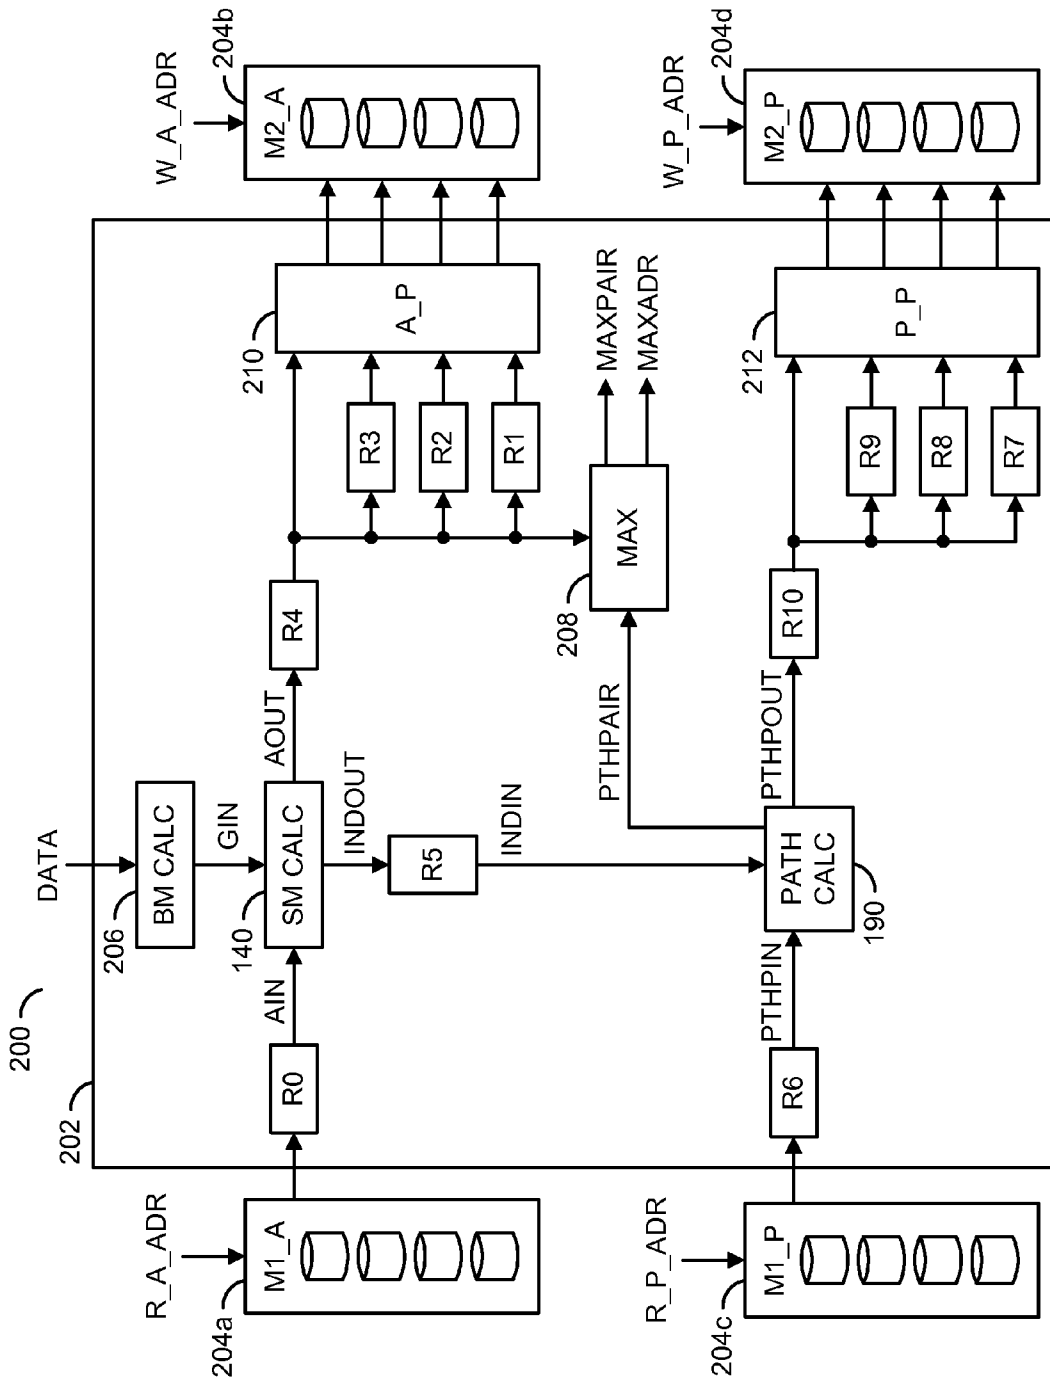 200
202
DATA
206
BM CALC
GIN
R_A_ADR
204a
M1_A
R0
AIN
140
SM CALC
AOUT
R4
INDOUT
R5
INDIN
R3
R2
R1
210
A_P
W_A_ADR
204b
M2_A
208
MAX
MAXPAIR
MAXADR
PTHPAIR
R_P_ADR
204c
M1_P
R6
PTHPIN
190
PATH
CALC
PTHPOUT
R10
R9
R8
R7
212
P_P
W_P_ADR
204d
M2_P